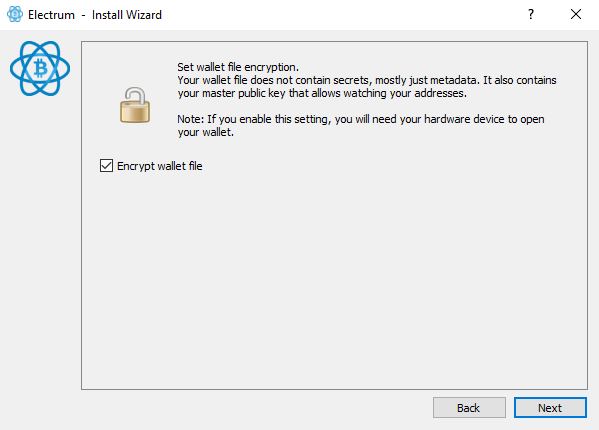 Electrum - Install Wizard
?
Set wallet file encryption.
Your wallet file does not contain secrets, mostly just metadata. It also contains
your master public key that allows watching your addresses.
Note: If you enable this setting, you will need your hardware device to open
your wallet.
Encrypt wallet file
Back
Next